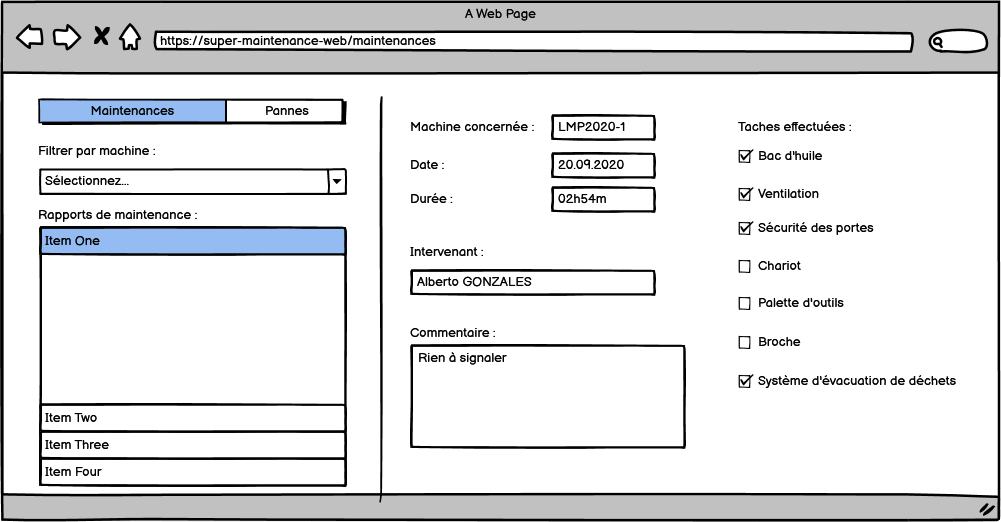 A Web Page
https://super-maintenance-web/maintenances
Maintenances
Pannes
Filtrer par machine :
Sélectionnez...
Rapports de maintenance :
Item One
Item Two
Item Three
Item Four
Machine concernée :
LMP2020-1
Date :
20.09.2020
Durée :
02h54m
Intervenant :
Alberto GONZALES
Commentaire :
Rien à signaler
Taches effectuées :
Bac d'huile
Ventilation
Sécurité des portes
Chariot
Palette d'outils
Broche
Système d'évacuation de déchets